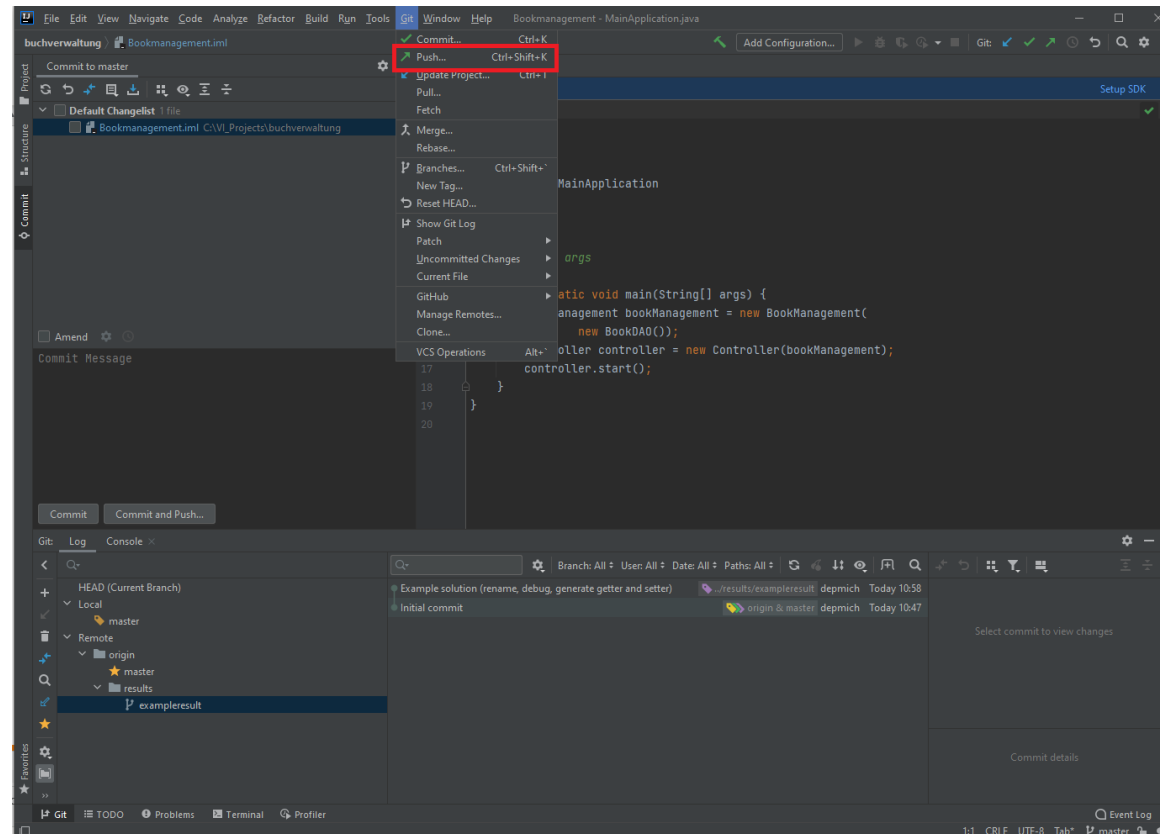 File Edit View Navigate Code Analyze Refactor Build Run Tools Git Window Help Bookmanagement - MainApplication.java
buchverwaltung Bookmanagement.iml
Add Configuration... Git:
Commit to master
Default Changelist 1 file
Bookmanagement.iml C:\VI_Projects\buchverwaltung
Amend
Commit Message
Commit Commit and Push...
Project
Structure
Commit
Favorites
Commit... Ctrl+K
Push... Ctrl+Shift+K
Update Project... Ctrl+T
Pull...
Fetch
Merge...
Rebase...
Branches... Ctrl+Shift+`
New Tag...
Reset HEAD...
Show Git Log
Patch
Uncommitted Changes
Current File
GitHub
Manage Remotes...
Clone...
VCS Operations Alt+`
Setup SDK
MainApplication
args
atic void main(String[] args) {
anagement bookManagement = new BookManagement(
new BookDAO());
oller controller = new Controller(bookManagement);
17 controller.start();
18 }
19 }
20
Git: Log Console
HEAD (Current Branch)
Local
master
Remote
origin
master
results
exampleresult
Branch: All User: All Date: All Paths: All
Example solution (rename, debug, generate getter and setter) ../results/exampleresult depmich Today 10:58
Initial commit origin & master depmich Today 10:47
Select commit to view changes
Commit details
Git TODO Problems Terminal Profiler Event Log
1:1 CRLF UTF-8 Tab* master